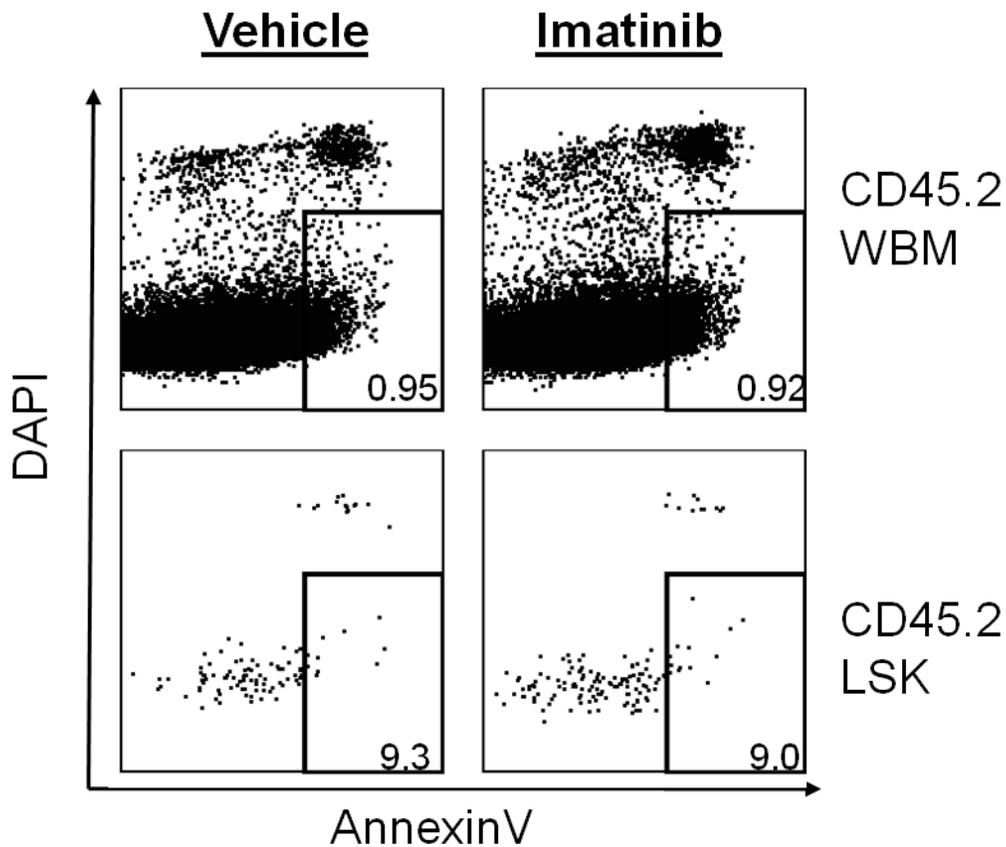 Vehicle
Imatinib
CD45.2
WBM
0.95
0.92
DAPI
CD45.2
LSK
9.3
9.0
AnnexinV